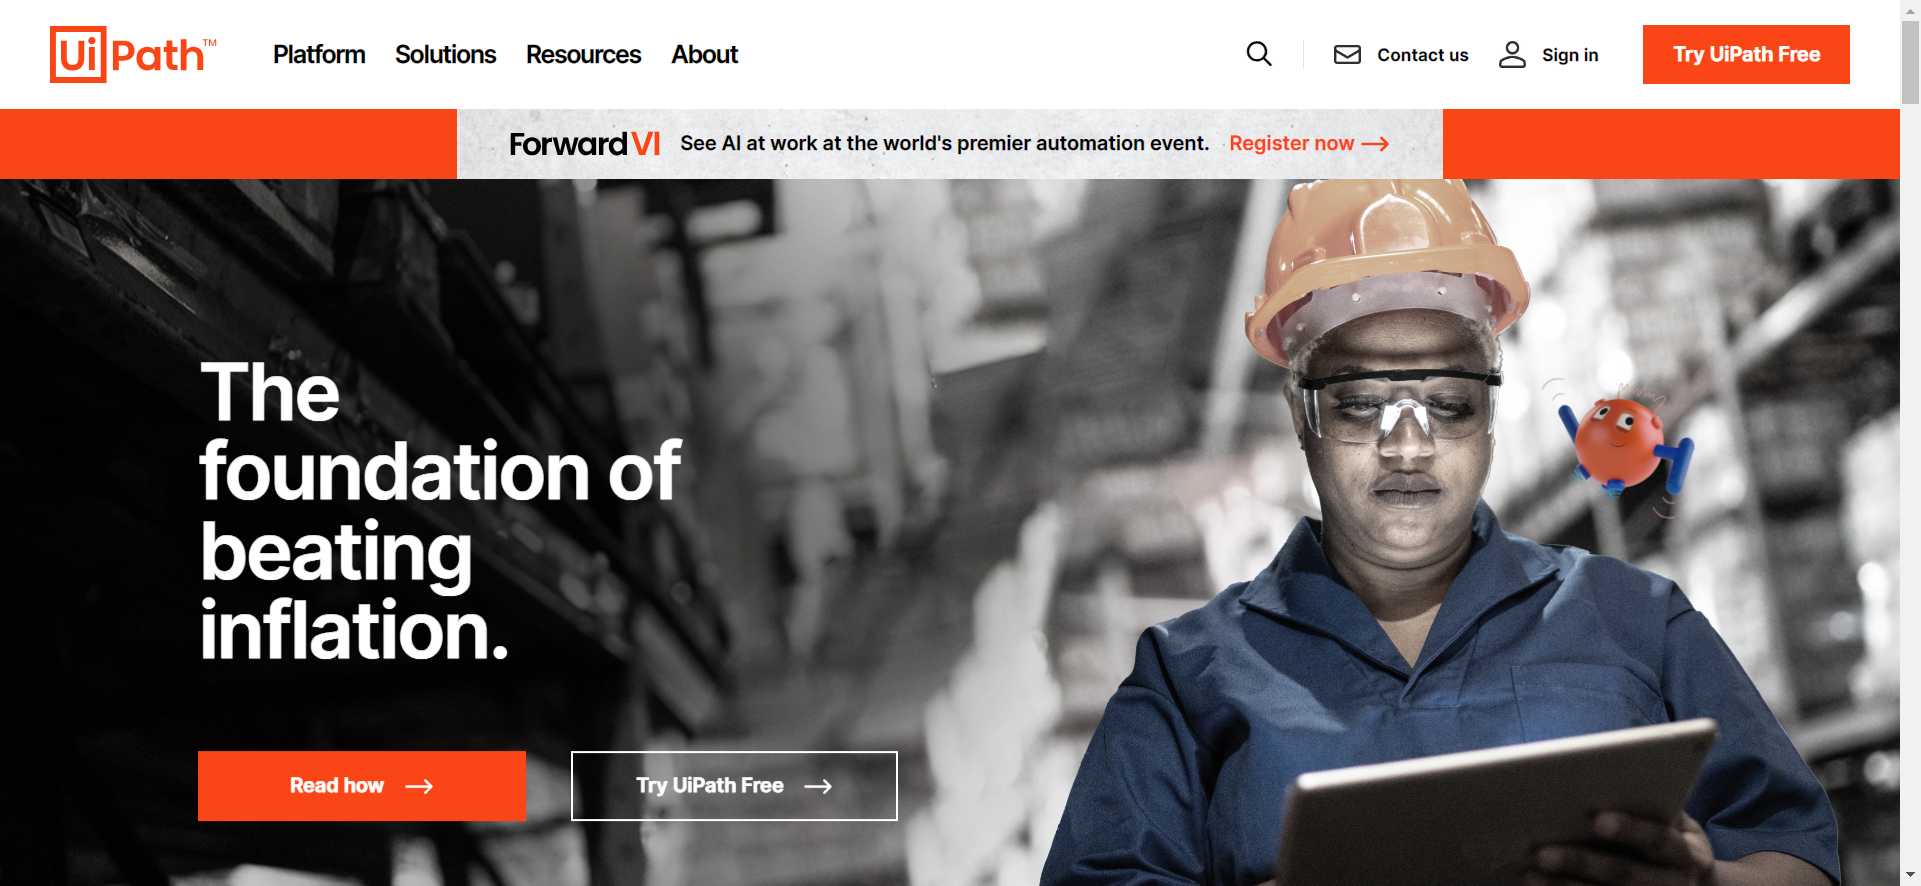 UiPath™
Platform Solutions Resources About
Contact us Sign in Try UiPath Free
Forward VI See AI at work at the world's premier automation event. Register now
The
foundation of
beating
inflation.
Read how
Try UiPath Free